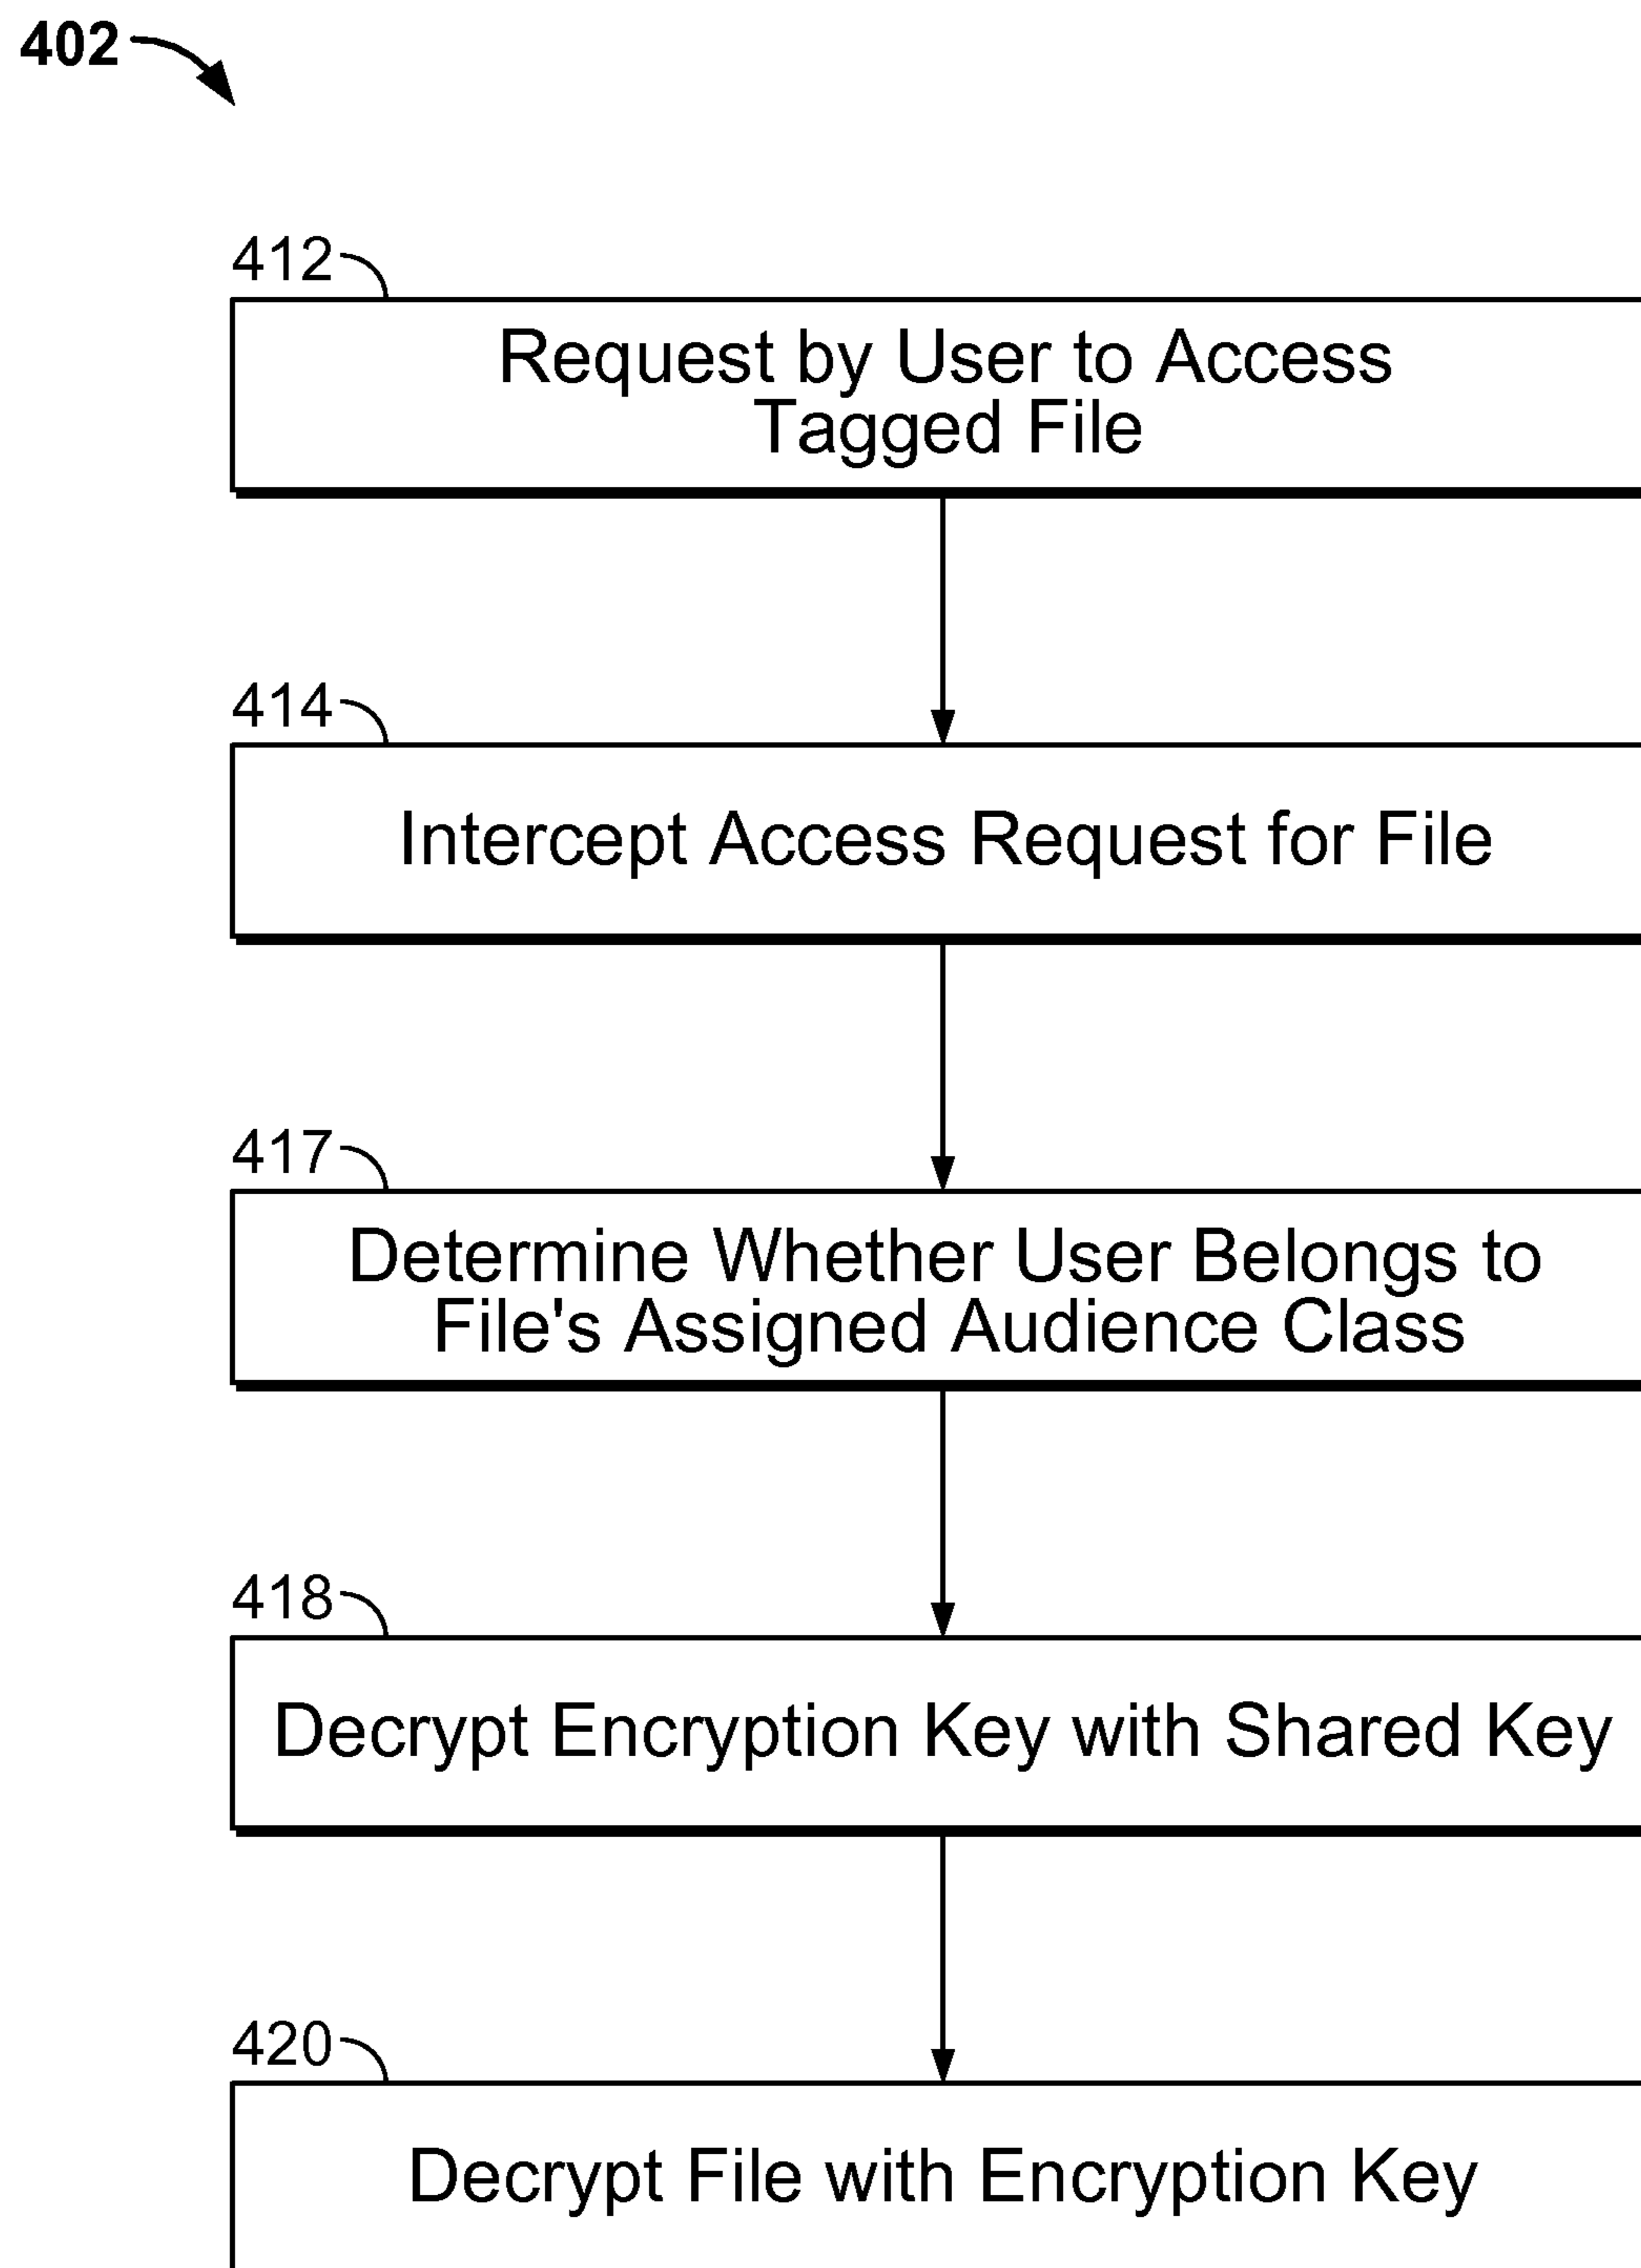 402
412
Request by User to Access
Tagged File
414
Intercept Access Request for File
417
Determine Whether User Belongs to
File's Assigned Audience Class
418
Decrypt Encryption Key with Shared Key
420
Decrypt File with Encryption Key